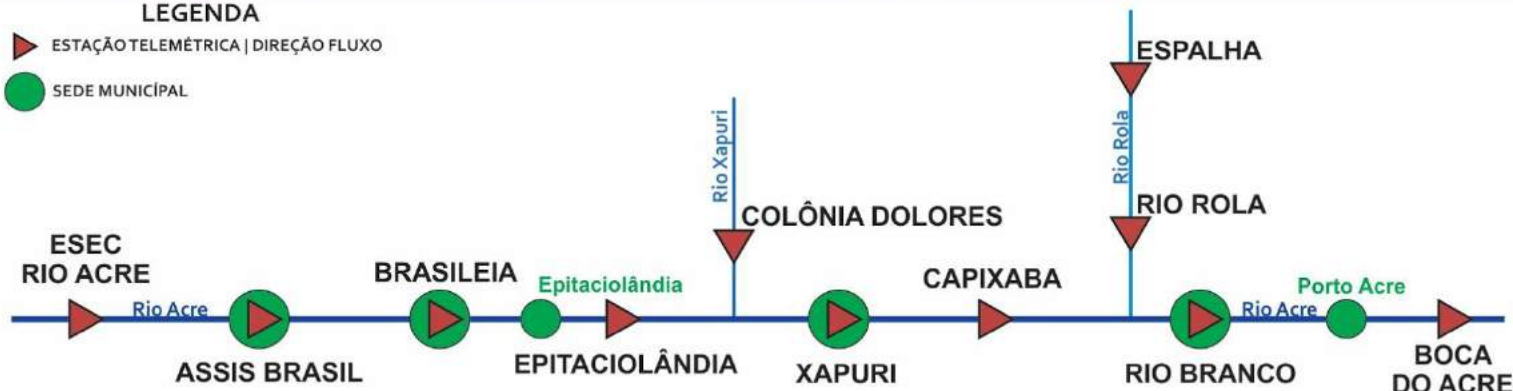 LEGENDA
ESTAÇÃO TELEMÉTRICA | DIREÇÃO FLUXO
SEDE MUNICÍPAL
ESPALHA
Rio Xapuri
Rio Rola
COLÔNIA DOLORES
RIO ROLA
ESEC
RIO ACRE
BRASILEIA
Epitaciolândia
CAPIXABA
Porto Acre
Rio Acre
Rio Acre
ASSIS BRASIL
EPITACIOLÂNDIA
XAPURI
RIO BRANCO
BOCA
DO ACRE